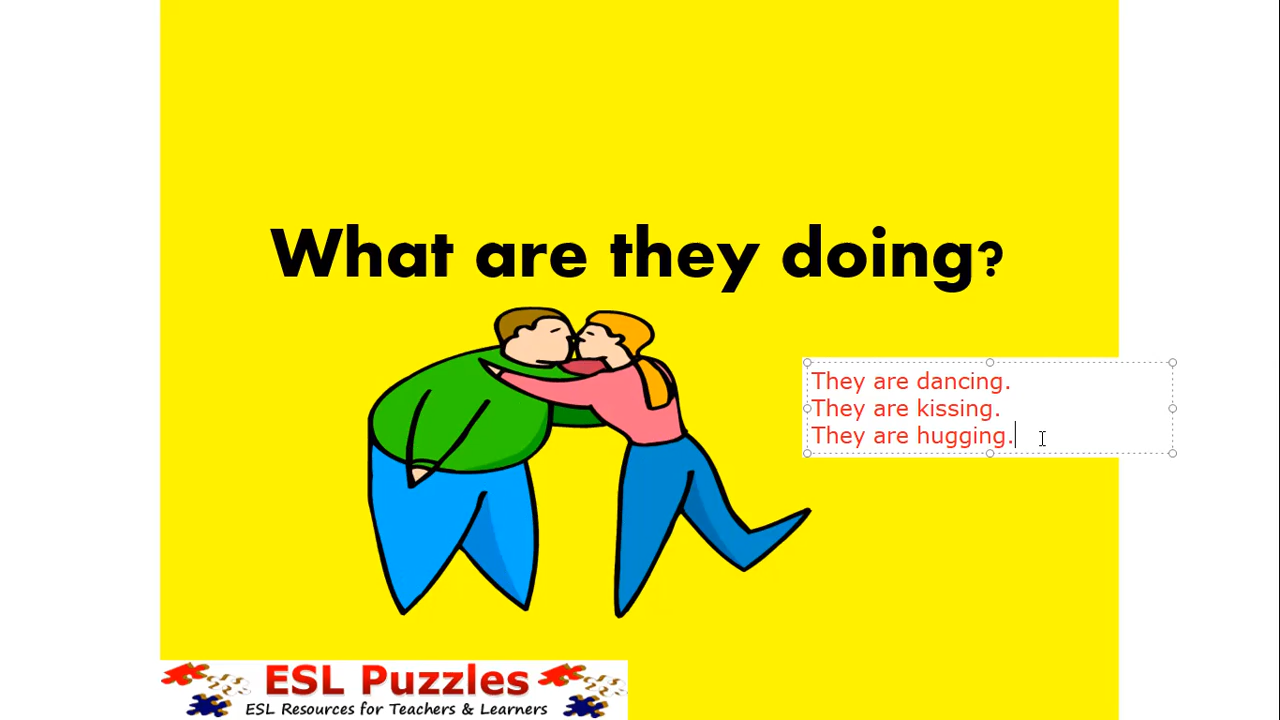 What are they doing?
They are dancing.
They are kissing.
They are hugging.
ESL Puzzles
ESL Resources for Teachers & Learners